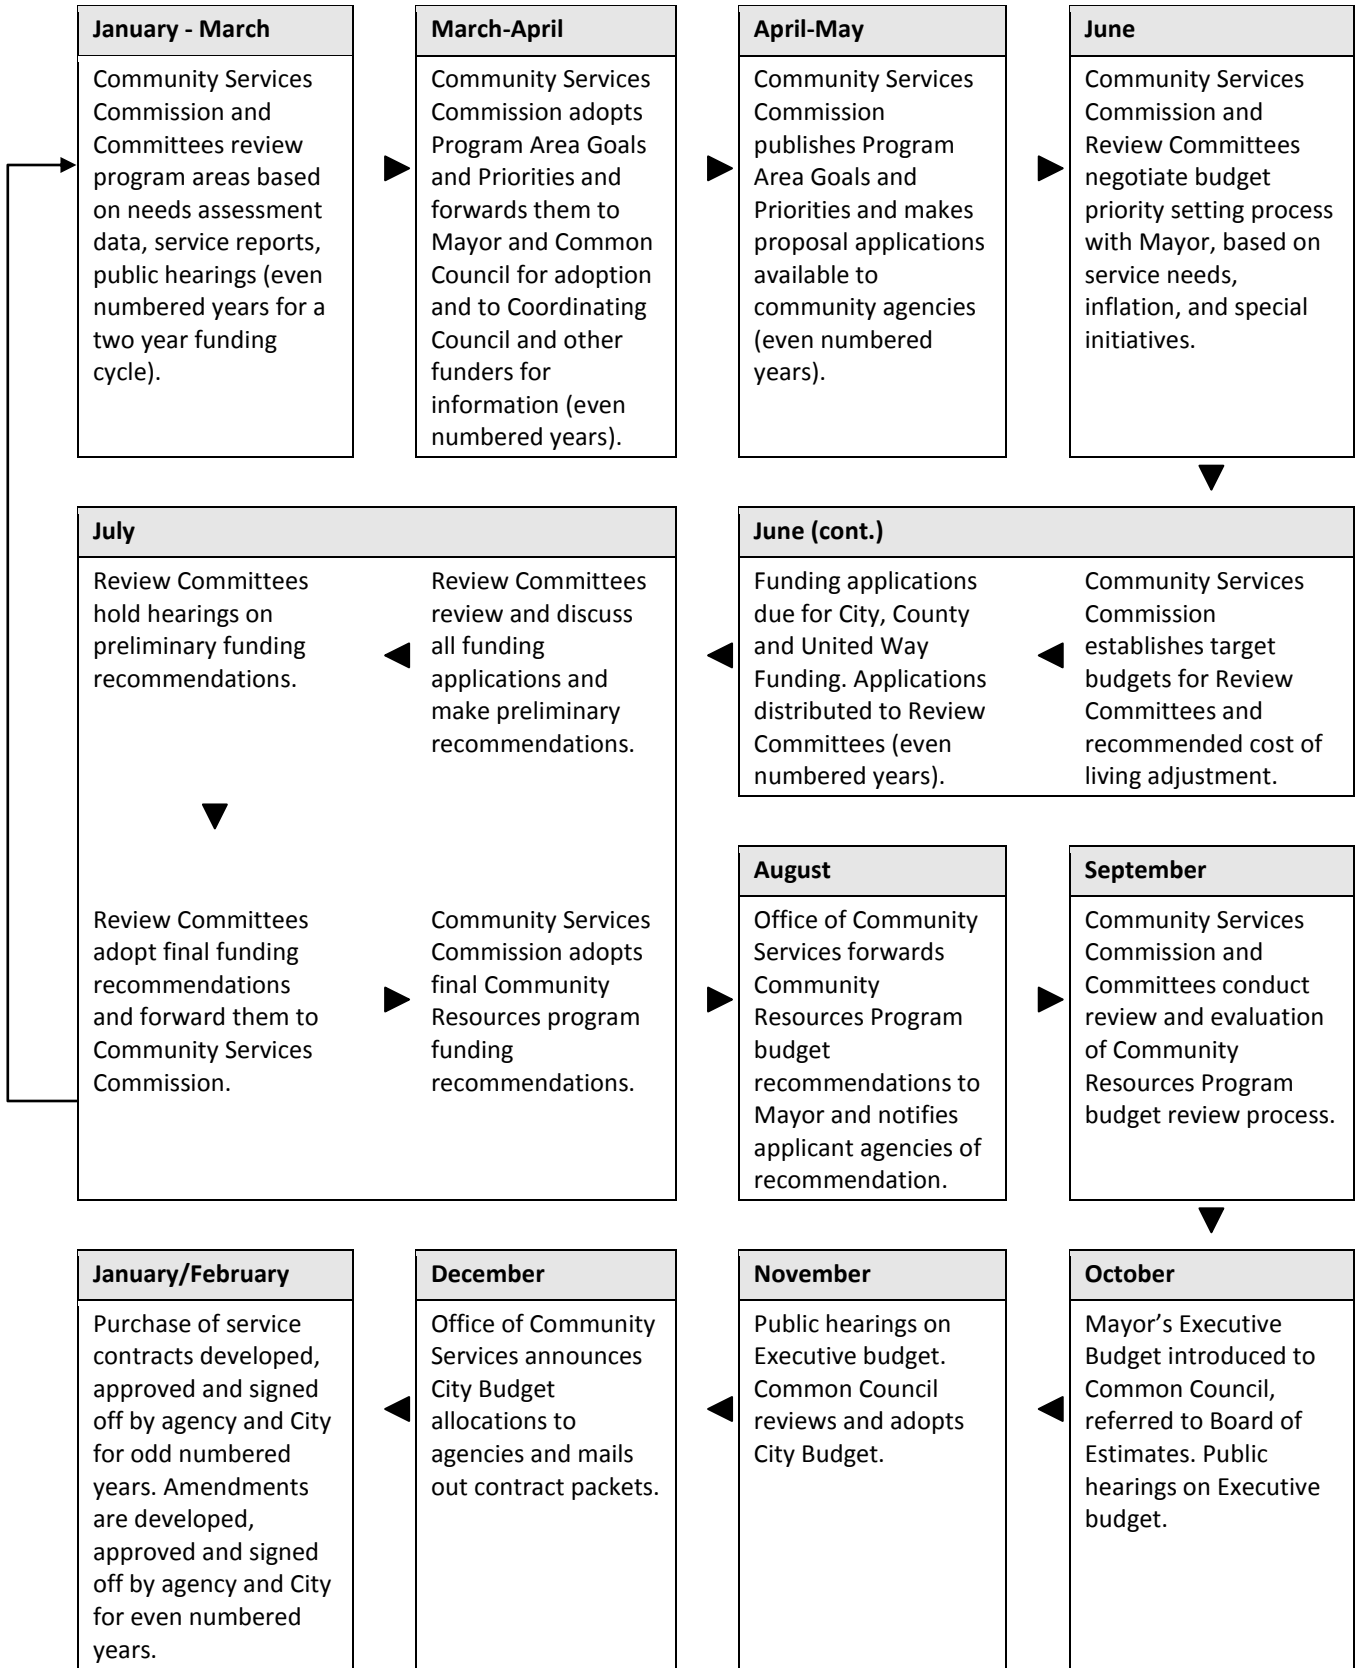 January - March
Community Services
Commission and
Committees review
program areas based
on needs assessment
data, service reports,
public hearings (even
numbered years for a
two year funding
cycle).
March-April
Community Services
Commission adopts
Program Area Goals
and Priorities and
forwards them to
Mayor and Common
Council for adoption
and to Coordinating
Council and other
funders for
information (even
numbered years).
April-May
Community Services
Commission
publishes Program
Area Goals and
Priorities and makes
proposal applications
available to
community agencies
(even numbered
years).
June
Community Services
Commission and
Review Committees
negotiate budget
priority setting process
with Mayor, based on
service needs,
inflation, and special
initiatives.
June (cont.)
Community Services
Commission
establishes target
budgets for Review
Committees and
recommended cost of
living adjustment.
Funding applications
due for City, County
and United Way
Funding. Applications
distributed to Review
Committees (even
numbered years).
July
Review Committees
review and discuss
all funding
applications and
make preliminary
recommendations.
Review Committees
hold hearings on
preliminary funding
recommendations.
Review Committees
adopt final funding
recommendations
and forward them to
Community Services
Commission.
Community Services
Commission adopts
final Community
Resources program
funding
recommendations.
August
Office of Community
Services forwards
Community
Resources Program
budget
recommendations to
Mayor and notifies
applicant agencies of
recommendation.
September
Community Services
Commission and
Committees conduct
review and evaluation
of Community
Resources Program
budget review process.
October
Mayor’s Executive
Budget introduced to
Common Council,
referred to Board of
Estimates. Public
hearings on Executive
budget.
November
Public hearings on
Executive budget.
Common Council
reviews and adopts
City Budget.
December
Office of Community
Services announces
City Budget
allocations to
agencies and mails
out contract packets.
January/February
Purchase of service
contracts developed,
approved and signed
off by agency and City
for odd numbered
years. Amendments
are developed,
approved and signed
off by agency and City
for even numbered
years.